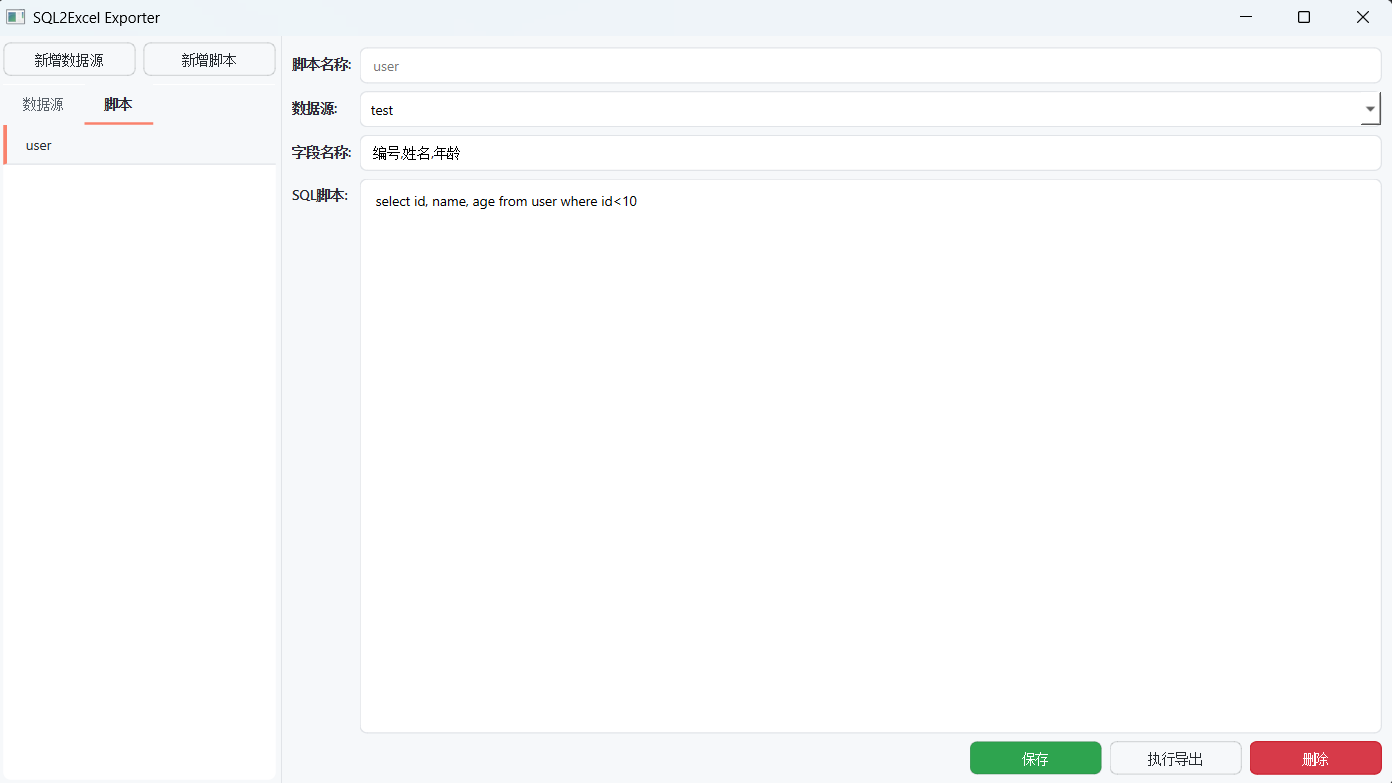 SQL2Excel Exporter
新增数据源
新增脚本
数据源
脚本
user
脚本名称:
user
数据源:
test
字段名称:
编号,姓名,年龄
SQL脚本:
select id, name, age from user where id<10
保存
执行导出
删除